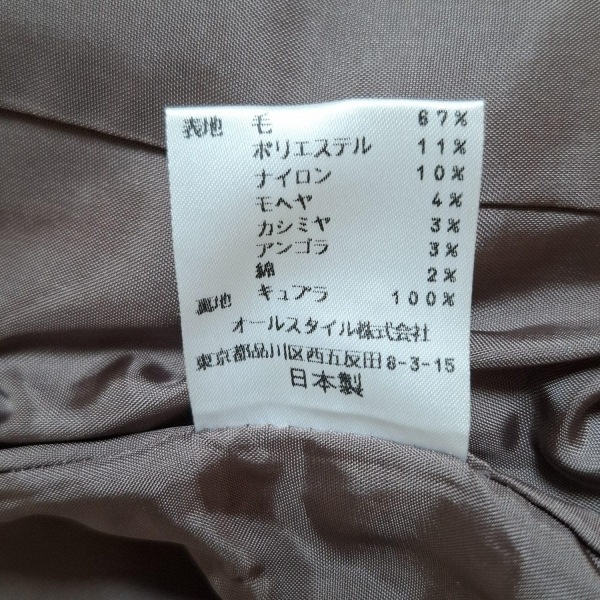 表地 毛 67%
ポリエステル 11%
ナイロン 10%
モヘヤ 4%
カシミヤ 3%
アンゴラ 3%
綿 2%
裏地 キュプラ 100%
オールスタイル株式会社
東京都品川区西五反田8-3-15
日本製